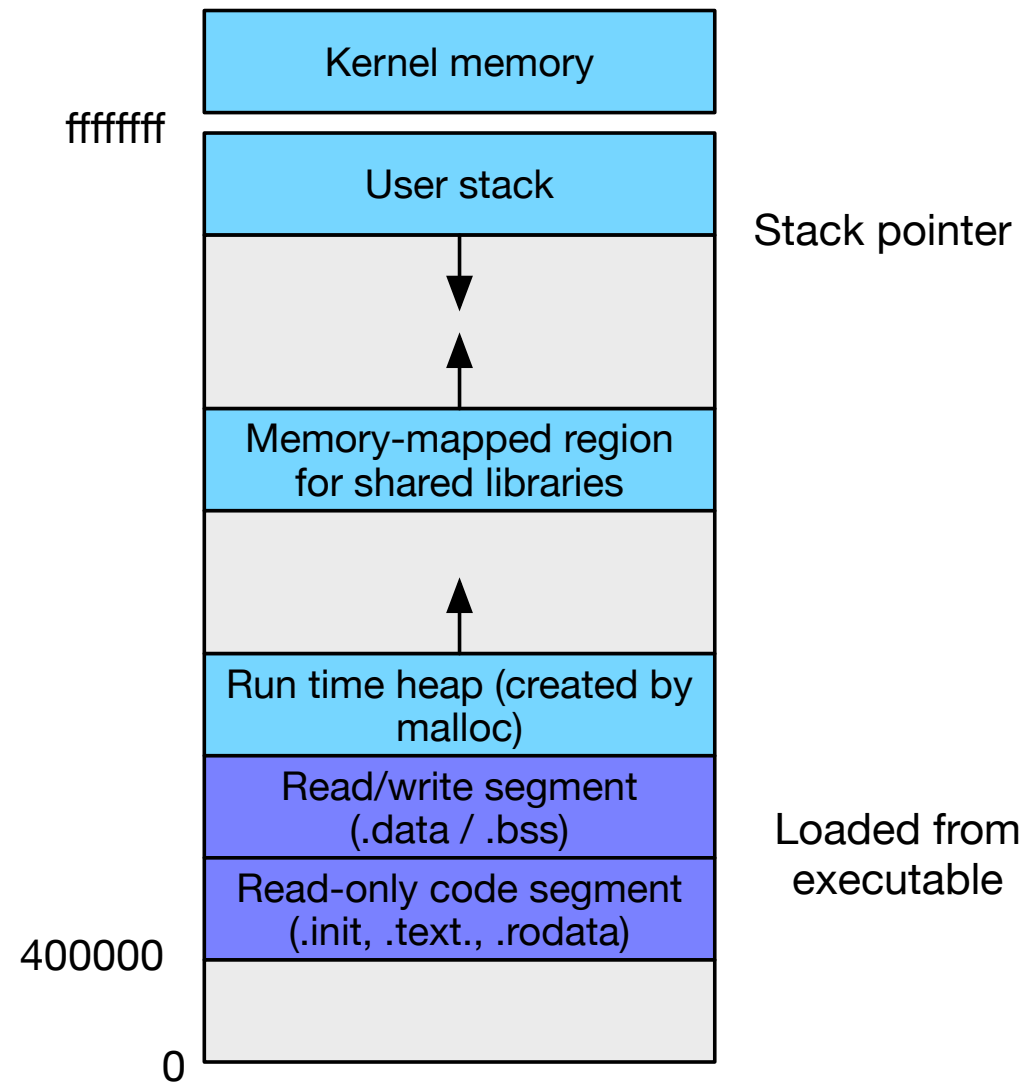 Kernel memory
ffffffff
User stack
Stack pointer
Memory-mapped region
for shared libraries
Run time heap (created by
malloc)
Read/write segment
(.data / .bss)
Loaded from
executable
Read-only code segment
(.init, .text., .rodata)
400000
0